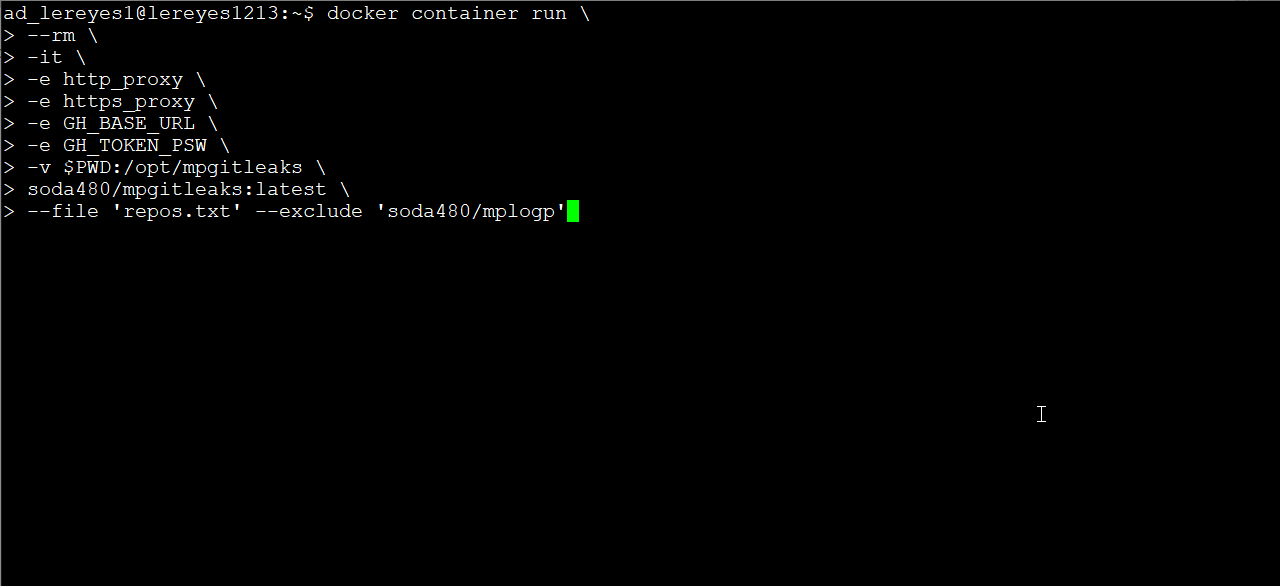 ad_lereyes1@lereyes1213:~$ docker container run \
> --rm \
> -it \
> -e http_proxy \
> -e https_proxy \
> -e GH_BASE_URL \
> -e GH_TOKEN_PSW \
> -v $PWD:/opt/mpgitleaks \
> soda480/mpgitleaks:latest \
> --file 'repos.txt' --exclude 'soda480/mplogp'